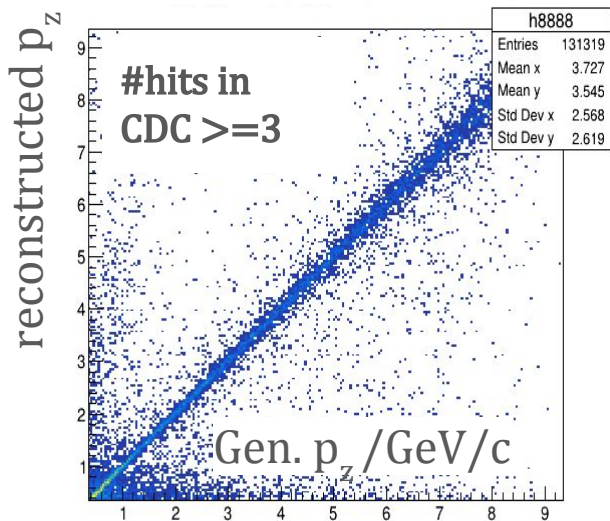 h8888
Entries 131319
Mean x 3.727
Mean y 3.545
Std Dev x 2.568
Std Dev y 2.619
reconstructed p_z
#hits in
CDC >=3
9
8
7
6
5
4
3
2
1
Gen. p_z /GeV/c
1 2 3 4 5 6 7 8 9